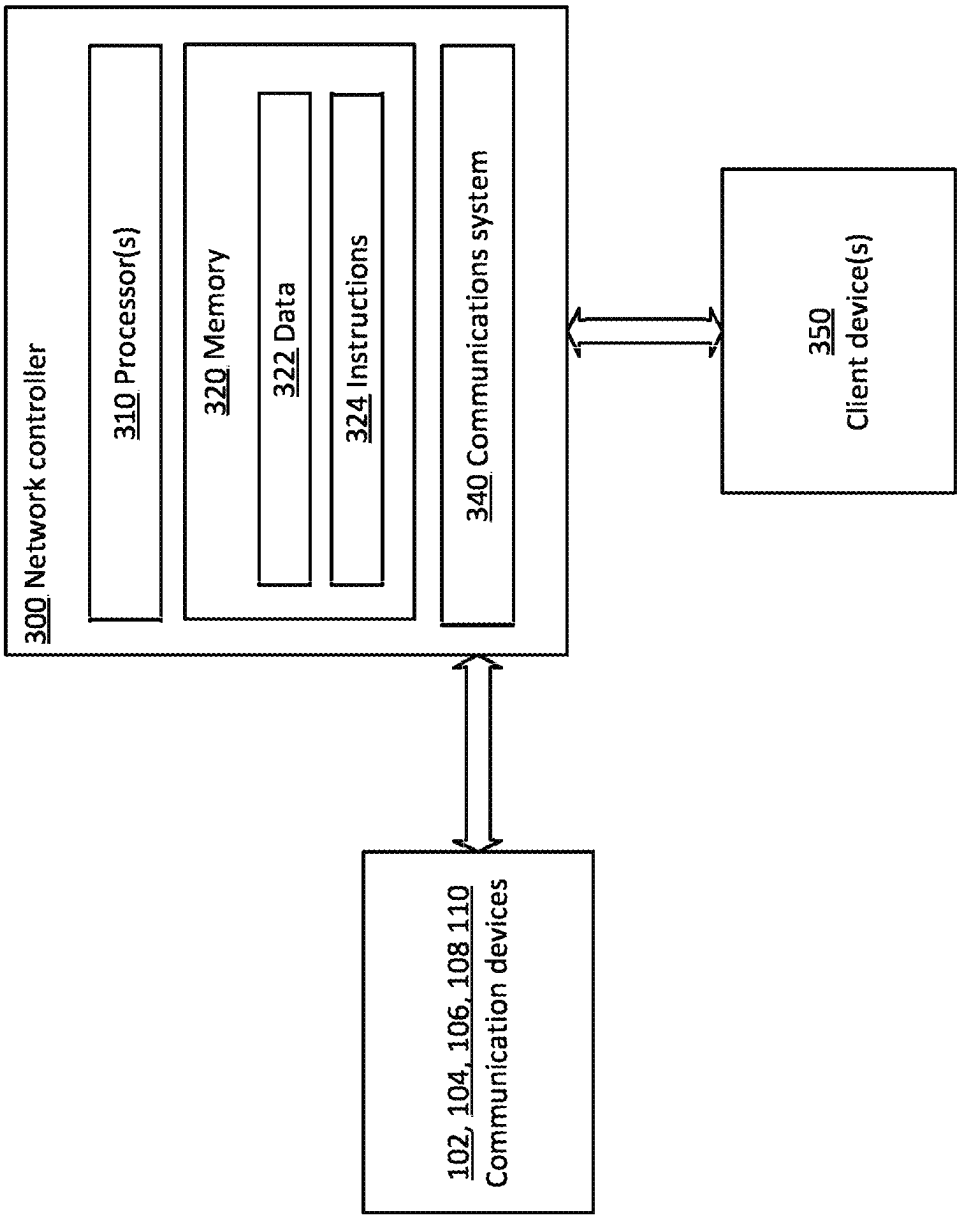 300 Network controller
310 Processor(s)
320 Memory
322 Data
324 Instructions
340 Communications system
102, 104, 106, 108 110
Communication devices
350
Client device(s)